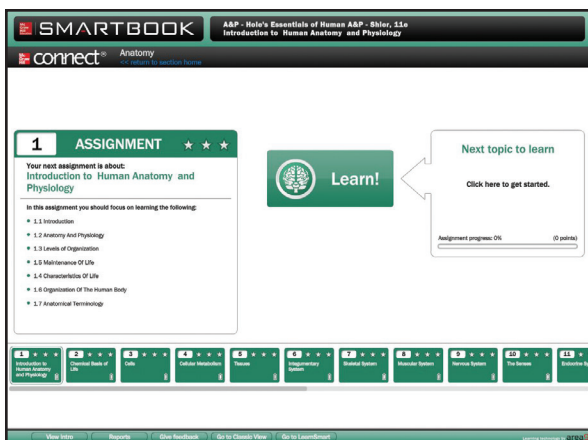 SMARTBOOK
A&P - Hole's Essentials of Human A&P - Shier, 11e
Introduction to Human Anatomy and Physiology
connect®
Anatomy
<< return to section home
1 ASSIGNMENT
Your next assignment is about:
Introduction to Human Anatomy and
Physiology
In this assignment you should focus on learning the following:
1.1 Introduction
1.2 Anatomy And Physiology
1.3 Levels of Organization
1.5 Maintenance Of Life
1.4 Characteristics Of Life
1.6 Organization Of The Human Body
1.7 Anatomical Terminology
Learn!
Next topic to learn
Click here to get started.
Assignment progress: 0% (0 points)
1
Introduction to
Human Anatomy
and Physiology
2
Chemical Basis of
Life
3
Cells
4
Cellular Metabolism
5
Tissues
6
Integumentary
System
7
Skeletal System
8
Muscular System
9
Nervous System
10
The Senses
11
Endocrine Sy
View intro
Reports
Give feedback
Go to Classic View
Go to LearnSmart